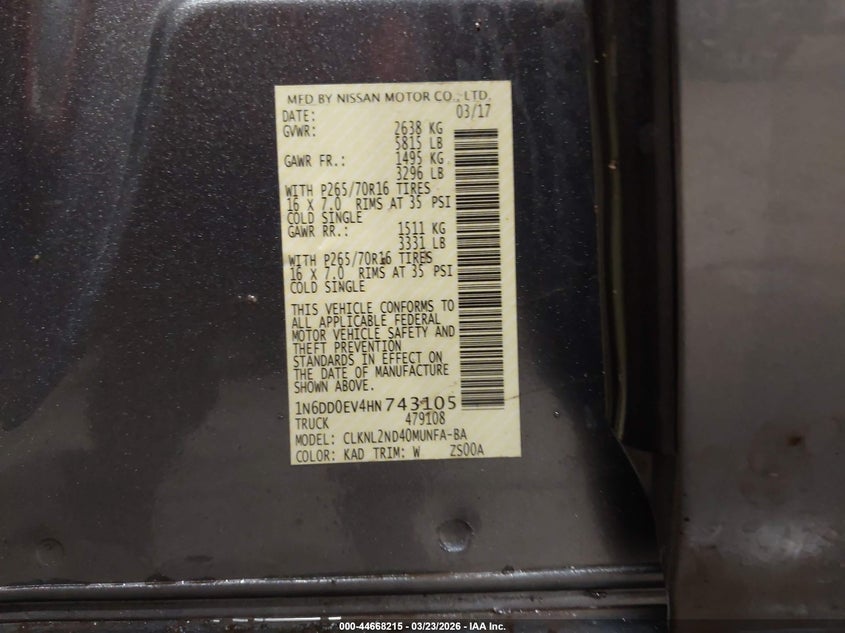 MFD BY NISSAN MOTOR CO., LTD.
DATE: 03/17
GVWR: 2638 KG
5815 LB
GAWR FR.: 1495 KG
3296 LB
WITH P265/70R16 TIRES
16 X 7.0 RIMS AT 35 PSI
COLD SINGLE
GAWR RR.: 1511 KG
3331 LB
WITH P265/70R16 TIRES
16 X 7.0 RIMS AT 35 PSI
COLD SINGLE
THIS VEHICLE CONFORMS TO
ALL APPLICABLE FEDERAL
MOTOR VEHICLE SAFETY AND
THEFT PREVENTION
STANDARDS IN EFFECT ON
THE DATE OF MANUFACTURE
SHOWN ABOVE.
1N6DD0EV4HN743105
TRUCK 479108
MODEL: CLKNL2ND40MUNFA-BA
COLOR: KAD TRIM: W ZS00A
000-44668215 - 03/23/2026 - IAA Inc.